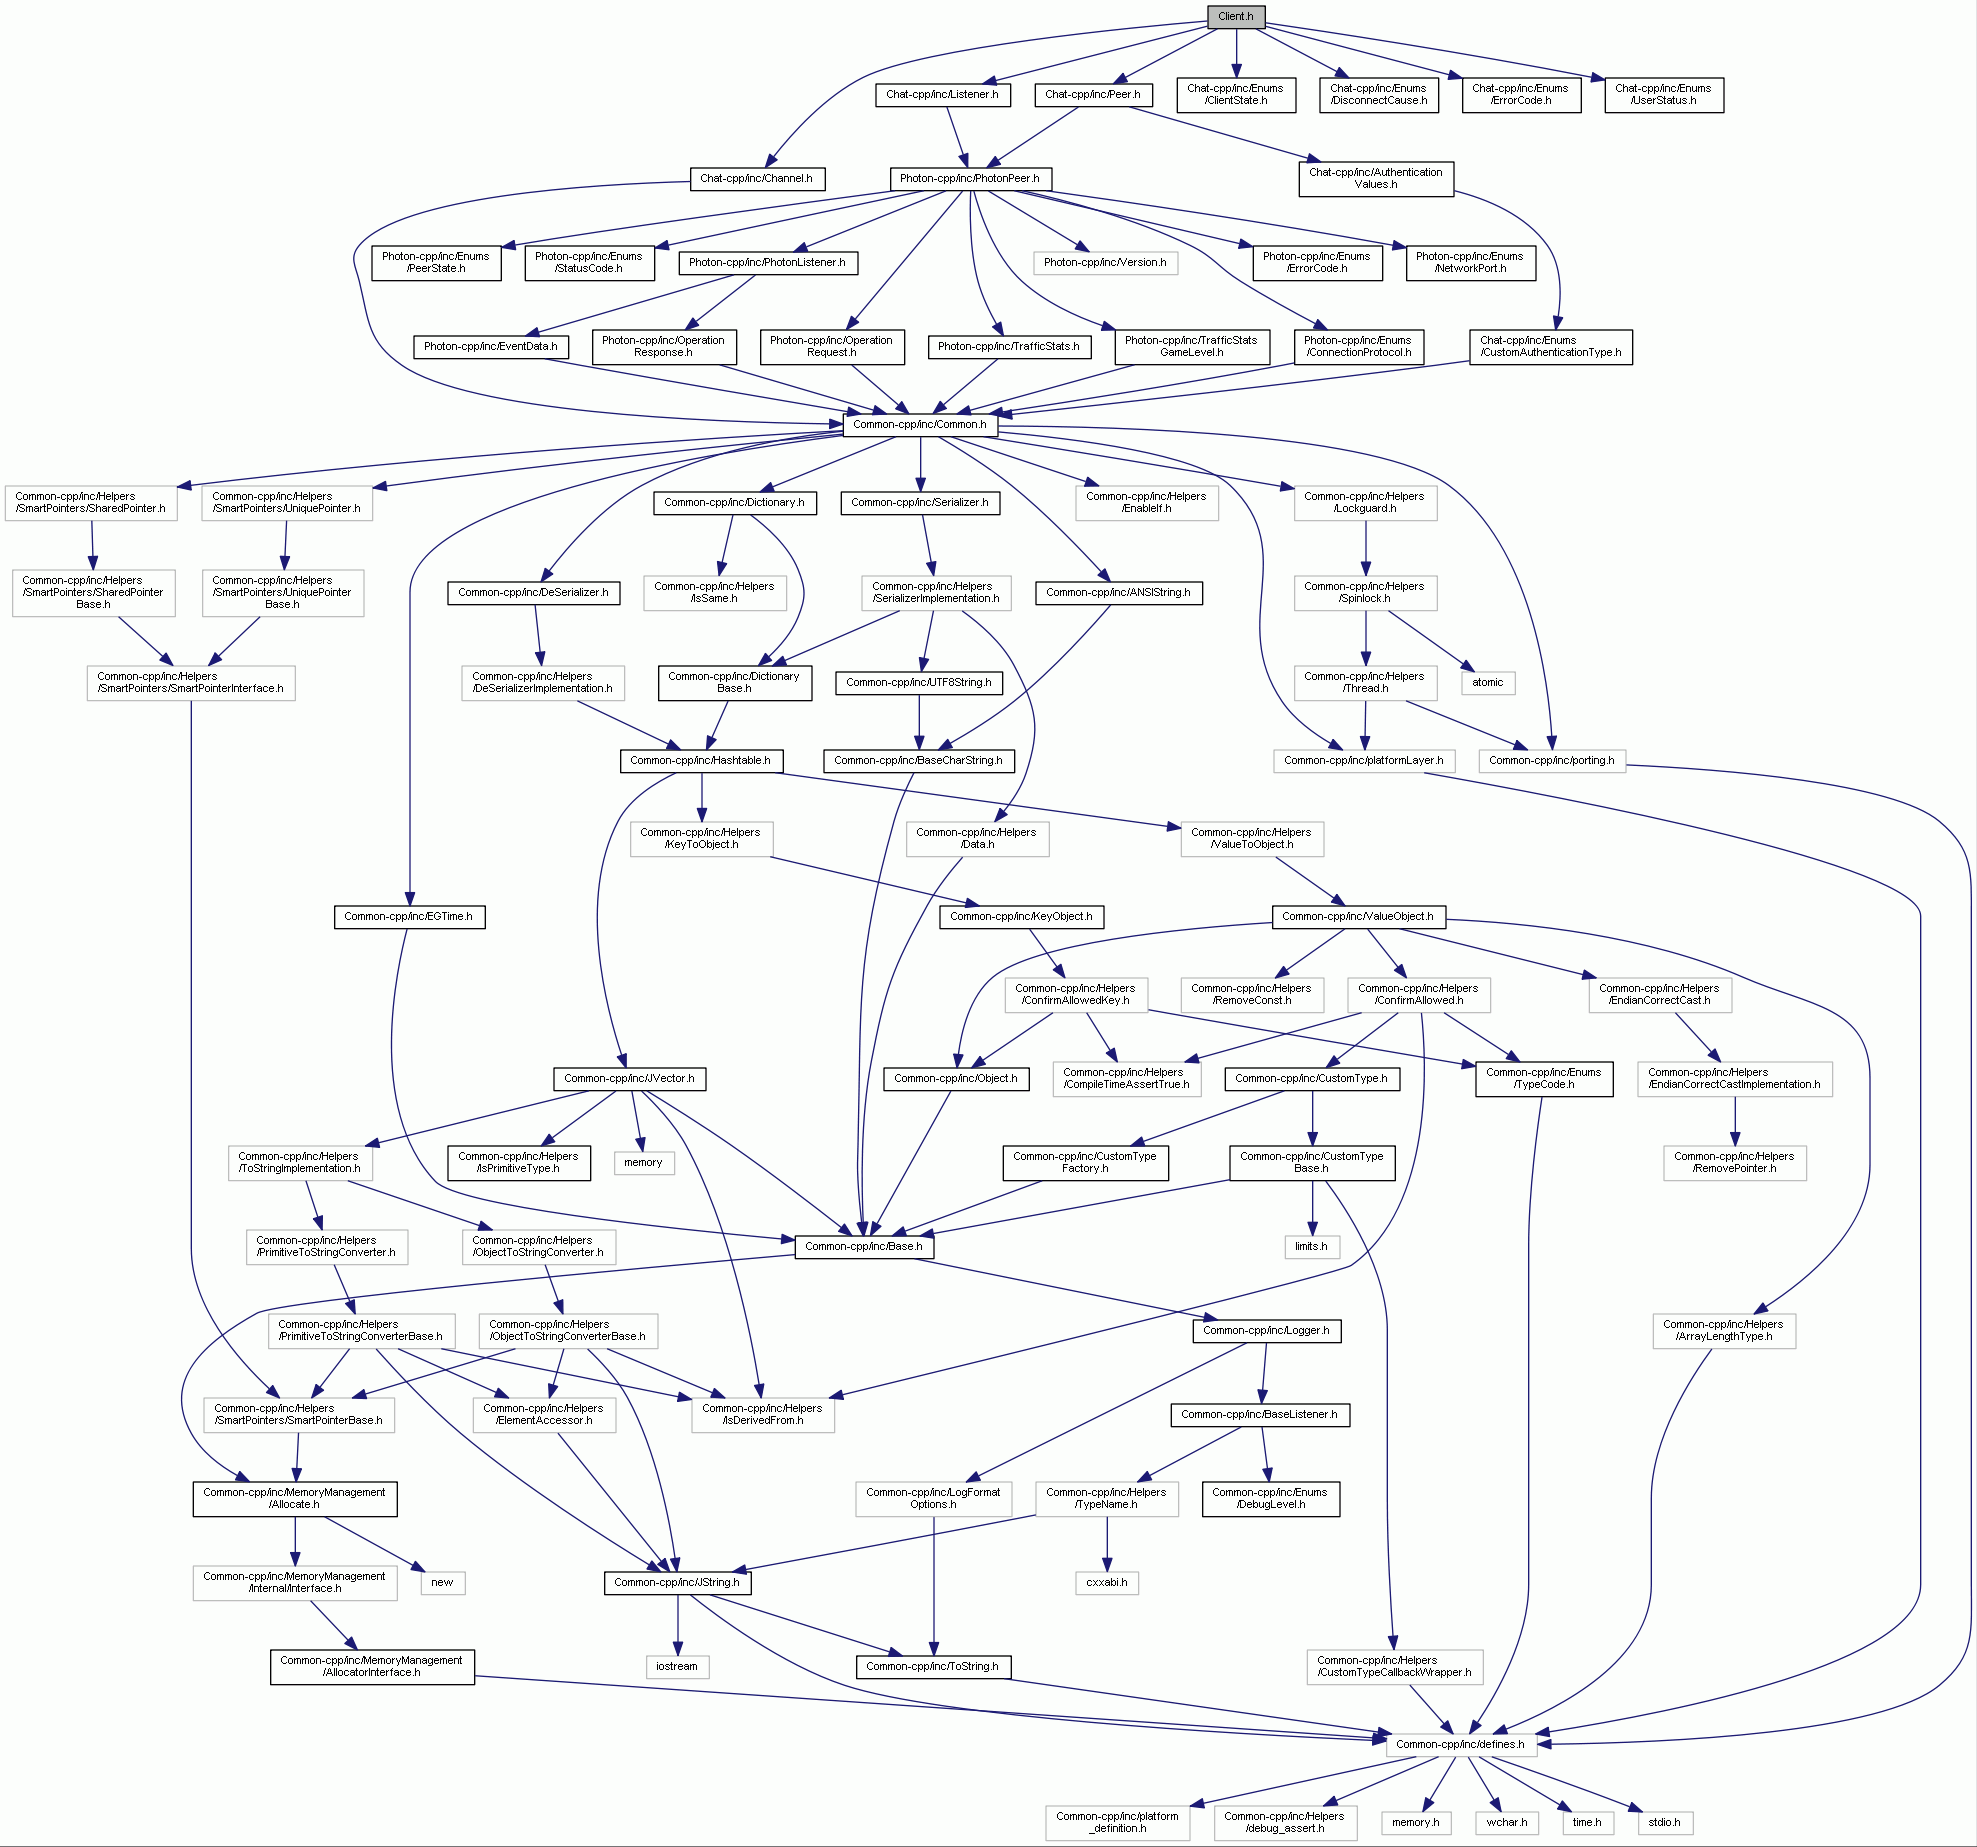 Client.h
Chat-cpp/inc/Listener.h
Chat-cpp/inc/Peer.h
Chat-cpp/inc/Enums
/ClientState.h
Chat-cpp/inc/Enums
/DisconnectCause.h
Chat-cpp/inc/Enums
/ErrorCode.h
Chat-cpp/inc/Enums
/UserStatus.h
Chat-cpp/inc/Channel.h
Photon-cpp/inc/PhotonPeer.h
Chat-cpp/inc/Authentication
Values.h
Photon-cpp/inc/Enums
/PeerState.h
Photon-cpp/inc/Enums
/StatusCode.h
Photon-cpp/inc/PhotonListener.h
Photon-cpp/inc/Version.h
Photon-cpp/inc/Enums
/ErrorCode.h
Photon-cpp/inc/Enums
/NetworkPort.h
Photon-cpp/inc/EventData.h
Photon-cpp/inc/Operation
Response.h
Photon-cpp/inc/Operation
Request.h
Photon-cpp/inc/TrafficStats.h
Photon-cpp/inc/TrafficStats
GameLevel.h
Photon-cpp/inc/Enums
/ConnectionProtocol.h
Chat-cpp/inc/Enums
/CustomAuthenticationType.h
Common-cpp/inc/Common.h
Common-cpp/inc/Helpers
/SmartPointers/SharedPointer.h
Common-cpp/inc/Helpers
/SmartPointers/UniquePointer.h
Common-cpp/inc/Dictionary.h
Common-cpp/inc/Serializer.h
Common-cpp/inc/Helpers
/EnableIf.h
Common-cpp/inc/Helpers
/Lockguard.h
Common-cpp/inc/Helpers
/SmartPointers/SharedPointer
Base.h
Common-cpp/inc/Helpers
/SmartPointers/UniquePointer
Base.h
Common-cpp/inc/DeSerializer.h
Common-cpp/inc/Helpers
/IsSame.h
Common-cpp/inc/Helpers
/SerializerImplementation.h
Common-cpp/inc/ANSIString.h
Common-cpp/inc/Helpers
/Spinlock.h
Common-cpp/inc/Helpers
/SmartPointers/SmartPointerInterface.h
Common-cpp/inc/Helpers
/DeSerializerImplementation.h
Common-cpp/inc/Dictionary
Base.h
Common-cpp/inc/UTF8String.h
Common-cpp/inc/Helpers
/Thread.h
atomic
Common-cpp/inc/Hashtable.h
Common-cpp/inc/BaseCharString.h
Common-cpp/inc/platformLayer.h
Common-cpp/inc/porting.h
Common-cpp/inc/Helpers
/KeyToObject.h
Common-cpp/inc/Helpers
/Data.h
Common-cpp/inc/Helpers
/ValueToObject.h
Common-cpp/inc/EGTime.h
Common-cpp/inc/KeyObject.h
Common-cpp/inc/ValueObject.h
Common-cpp/inc/Helpers
/ConfirmAllowedKey.h
Common-cpp/inc/Helpers
/RemoveConst.h
Common-cpp/inc/Helpers
/ConfirmAllowed.h
Common-cpp/inc/Helpers
/EndianCorrectCast.h
Common-cpp/inc/JVector.h
Common-cpp/inc/Object.h
Common-cpp/inc/Helpers
/CompileTimeAssertTrue.h
Common-cpp/inc/CustomType.h
Common-cpp/inc/Enums
/TypeCode.h
Common-cpp/inc/Helpers
/EndianCorrectCastImplementation.h
Common-cpp/inc/Helpers
/ToStringImplementation.h
Common-cpp/inc/Helpers
/IsPrimitiveType.h
memory
Common-cpp/inc/CustomType
Factory.h
Common-cpp/inc/CustomType
Base.h
Common-cpp/inc/Helpers
/RemovePointer.h
Common-cpp/inc/Helpers
/PrimitiveToStringConverter.h
Common-cpp/inc/Helpers
/ObjectToStringConverter.h
Common-cpp/inc/Base.h
limits.h
Common-cpp/inc/Helpers
/PrimitiveToStringConverterBase.h
Common-cpp/inc/Helpers
/ObjectToStringConverterBase.h
Common-cpp/inc/Logger.h
Common-cpp/inc/Helpers
/ArrayLengthType.h
Common-cpp/inc/Helpers
/SmartPointers/SmartPointerBase.h
Common-cpp/inc/Helpers
/ElementAccessor.h
Common-cpp/inc/Helpers
/IsDerivedFrom.h
Common-cpp/inc/BaseListener.h
Common-cpp/inc/MemoryManagement
/Allocate.h
Common-cpp/inc/LogFormat
Options.h
Common-cpp/inc/Helpers
/TypeName.h
Common-cpp/inc/Enums
/DebugLevel.h
Common-cpp/inc/MemoryManagement
/Internal/Interface.h
new
Common-cpp/inc/JString.h
cxxabi.h
Common-cpp/inc/MemoryManagement
/AllocatorInterface.h
iostream
Common-cpp/inc/ToString.h
Common-cpp/inc/Helpers
/CustomTypeCallbackWrapper.h
Common-cpp/inc/defines.h
Common-cpp/inc/platform
_definition.h
Common-cpp/inc/Helpers
/debug_assert.h
memory.h
wchar.h
time.h
stdio.h